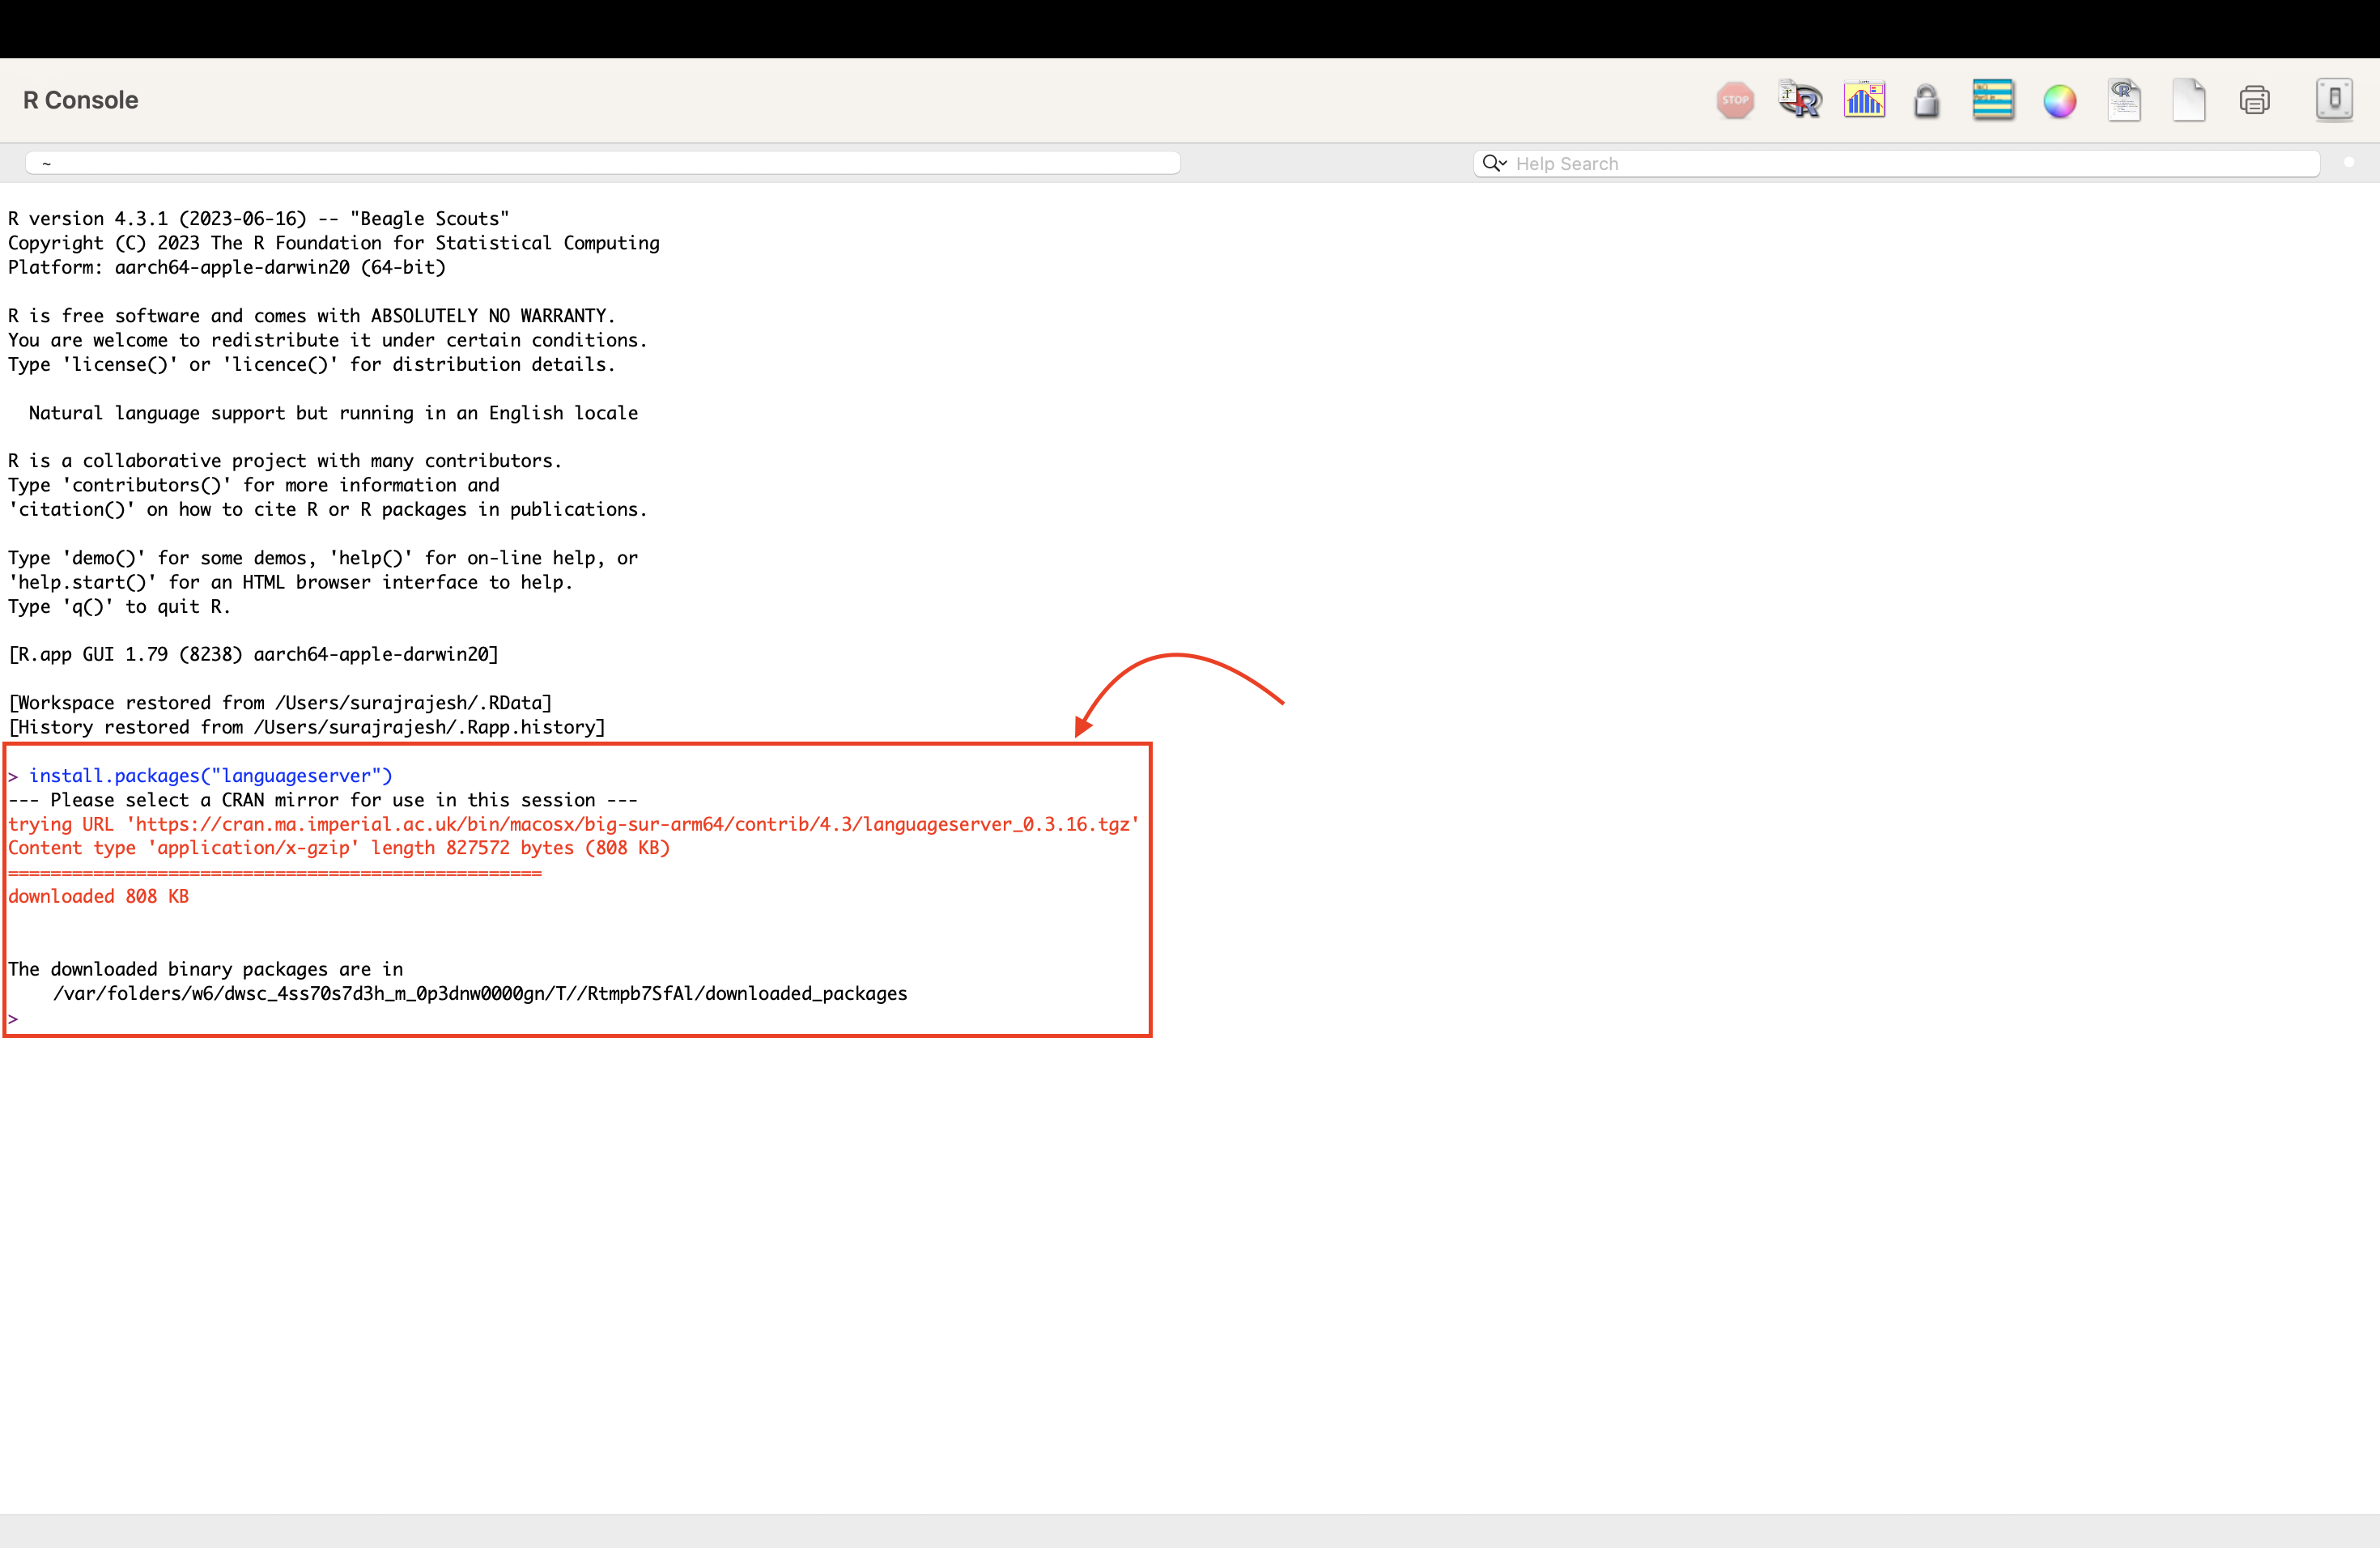 R Console
STOP
~
Help Search
R version 4.3.1 (2023-06-16) -- "Beagle Scouts"
Copyright (C) 2023 The R Foundation for Statistical Computing
Platform: aarch64-apple-darwin20 (64-bit)
R is free software and comes with ABSOLUTELY NO WARRANTY.
You are welcome to redistribute it under certain conditions.
Type 'license()' or 'licence()' for distribution details.
Natural language support but running in an English locale
R is a collaborative project with many contributors.
Type 'contributors()' for more information and
'citation()' on how to cite R or R packages in publications.
Type 'demo()' for some demos, 'help()' for on-line help, or
'help.start()' for an HTML browser interface to help.
Type 'q()' to quit R.
[R.app GUI 1.79 (8238) aarch64-apple-darwin20]
[Workspace restored from /Users/surajrajesh/.RData]
[History restored from /Users/surajrajesh/.Rapp.history]
> install.packages("languageserver")
--- Please select a CRAN mirror for use in this session ---
trying URL 'https://cran.ma.imperial.ac.uk/bin/macosx/big-sur-arm64/contrib/4.3/languageserver_0.3.16.tgz'
Content type 'application/x-gzip' length 827572 bytes (808 KB)
==================================================
downloaded 808 KB
The downloaded binary packages are in
/var/folders/w6/dwsc_4ss70s7d3h_m_0p3dnw0000gn/T//Rtmpb7SfAl/downloaded_packages
>